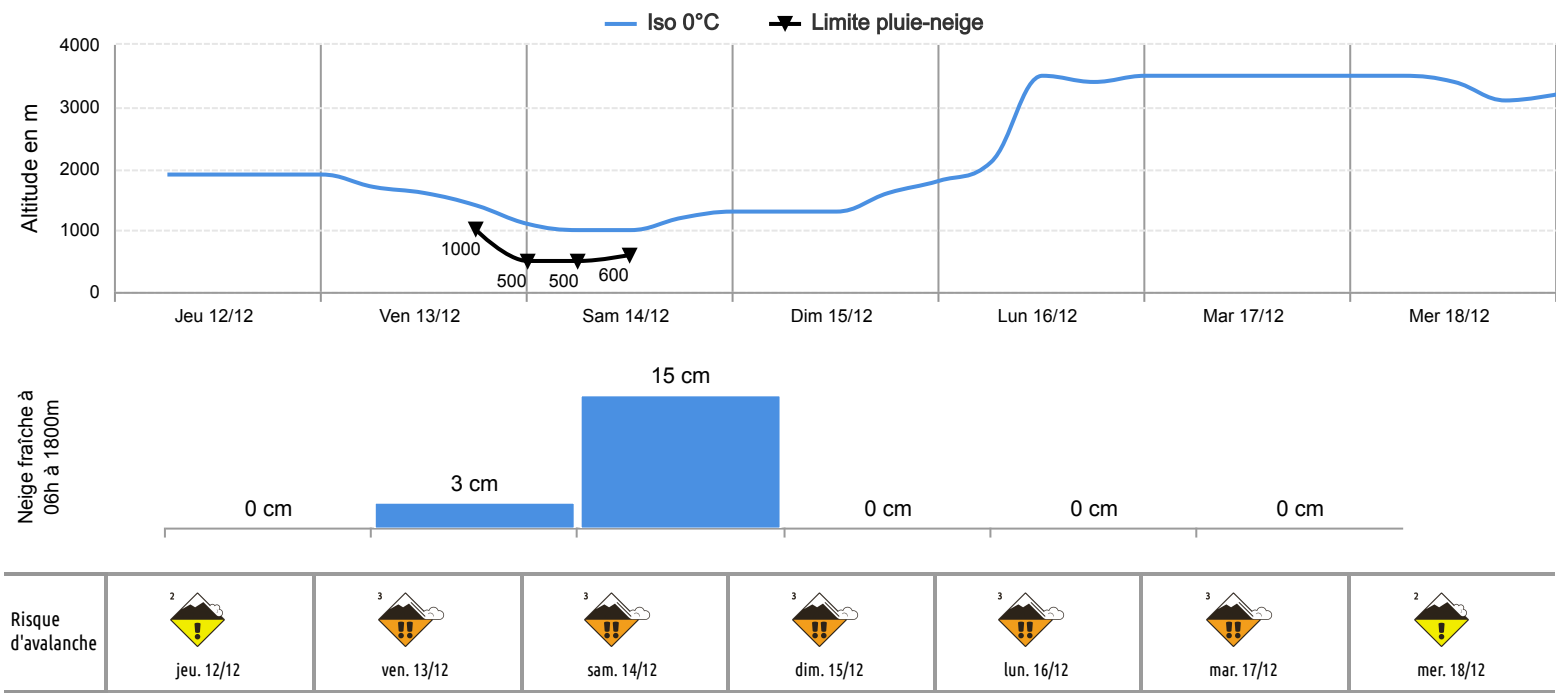 Iso 0°C Limite pluie-neige
Altitude en m
4000
3000
2000
1000
0
1000
500
500
600
Jeu 12/12 Ven 13/12 Sam 14/12 Dim 15/12 Lun 16/12 Mar 17/12 Mer 18/12
Neige fraîche à
06h à 1800m
0 cm 3 cm 15 cm 0 cm 0 cm 0 cm
Risque
d'avalanche
2 3 3 3 3 3 2
! !! !! !! !! !! !
jeu. 12/12 ven. 13/12 sam. 14/12 dim. 15/12 lun. 16/12 mar. 17/12 mer. 18/12